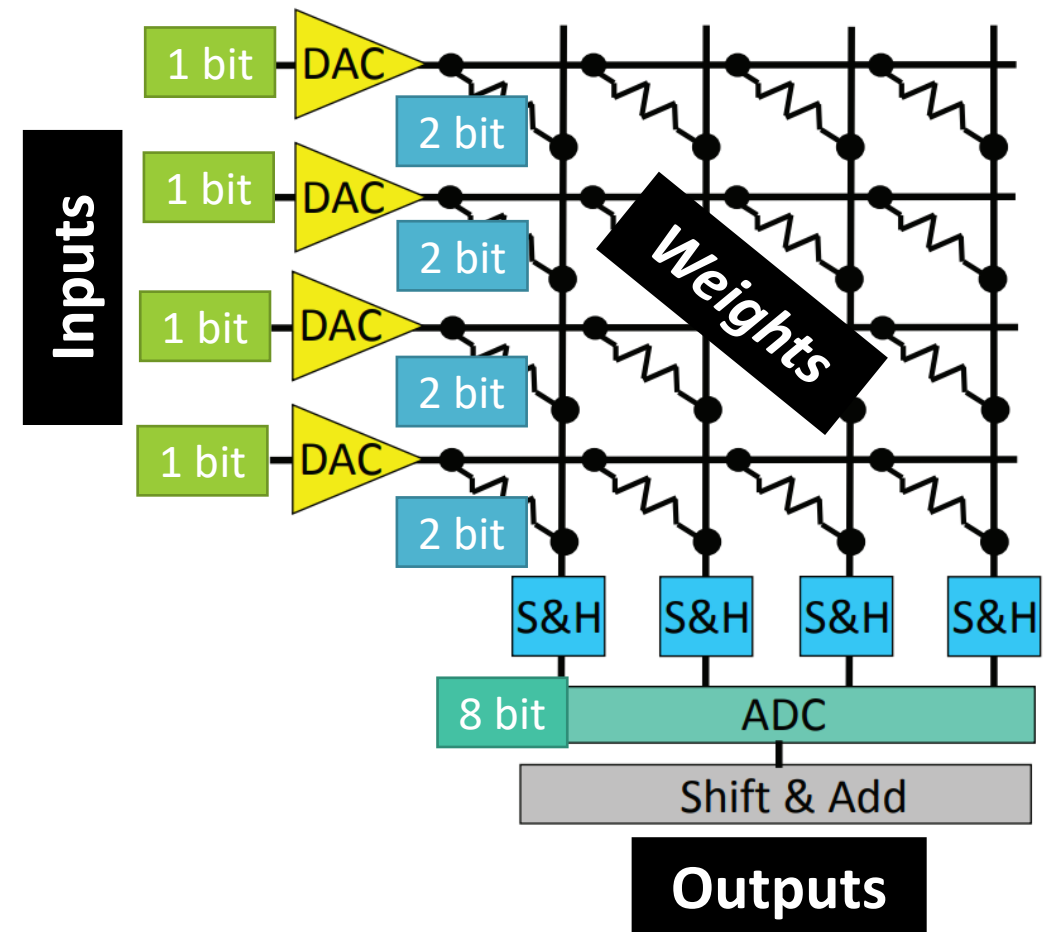 1 bit
DAC
2 bit
Inputs
1 bit
DAC
2 bit
Weights
1 bit
DAC
2 bit
1 bit
DAC
2 bit
S&H
S&H
S&H
S&H
8 bit
ADC
Shift & Add
Outputs